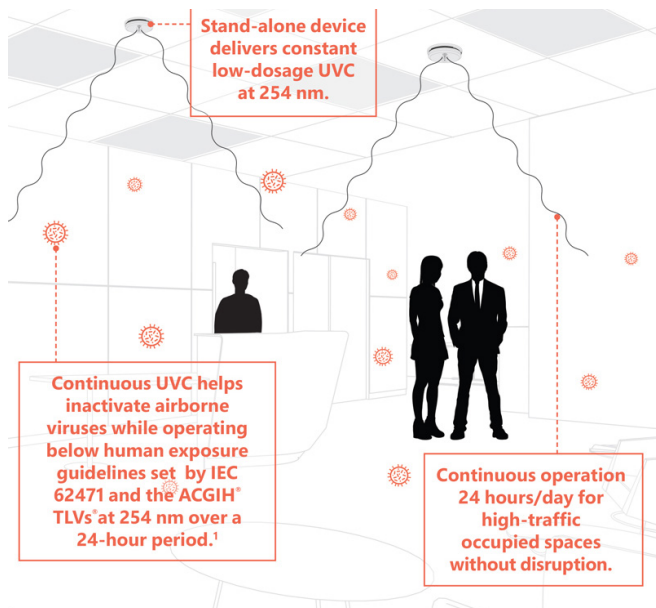 Stand-alone device
delivers constant
low-dosage UVC
at 254 nm.
Continuous UVC helps
inactivate airborne
viruses while operating
below human exposure
guidelines set by IEC
62471 and the ACGIH®
TLVs® at 254 nm over a
24-hour period.¹
Continuous operation
24 hours/day for
high-traffic
occupied spaces
without disruption.